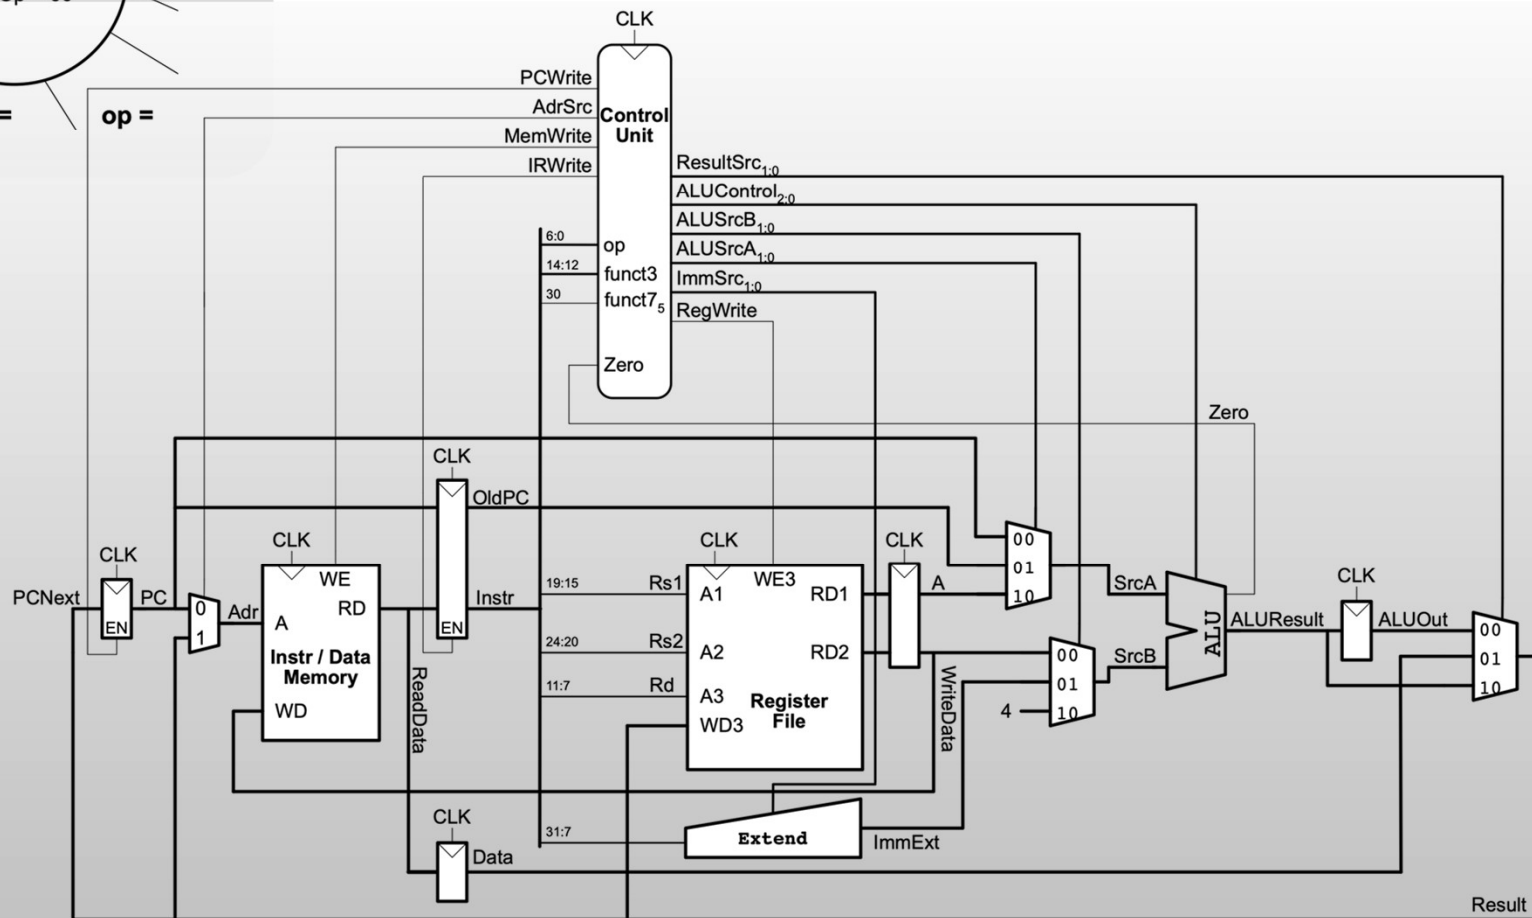 op =
=
CLK
PCWrite
AdrSrc
MemWrite
IRWrite
Control
Unit
ResultSrc1:0
ALUControl2:0
ALUSrcB1:0
ALUSrcA1:0
ImmSrc1:0
RegWrite
6:0
op
14:12
funct3
30
funct75
Zero
Zero
CLK
OldPC
CLK
CLK
CLK
CLK
PCNext
PC
EN
0
1
Adr
WE
RD
A
Instr / Data
Memory
WD
EN
Instr
ReadData
19:15
Rs1
24:20
Rs2
11:7
Rd
A1
WE3
RD1
A2
RD2
A3
WD3
Register
File
A
WriteData
00
01
10
SrcA
00
01
10
4
SrcB
ALU
ALUResult
CLK
ALUOut
00
01
10
31:7
Extend
ImmExt
CLK
Data
Result